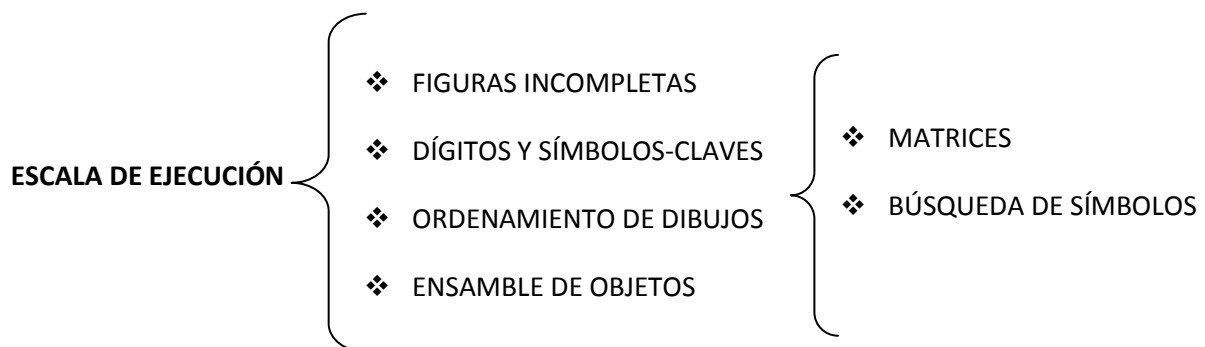 ESCALA DE EJECUCIÓN
❖ FIGURAS INCOMPLETAS
❖ DÍGITOS Y SÍMBOLOS-CLAVES
❖ ORDENAMIENTO DE DIBUJOS
❖ ENSAMBLE DE OBJETOS
❖ MATRICES
❖ BÚSQUEDA DE SÍMBOLOS